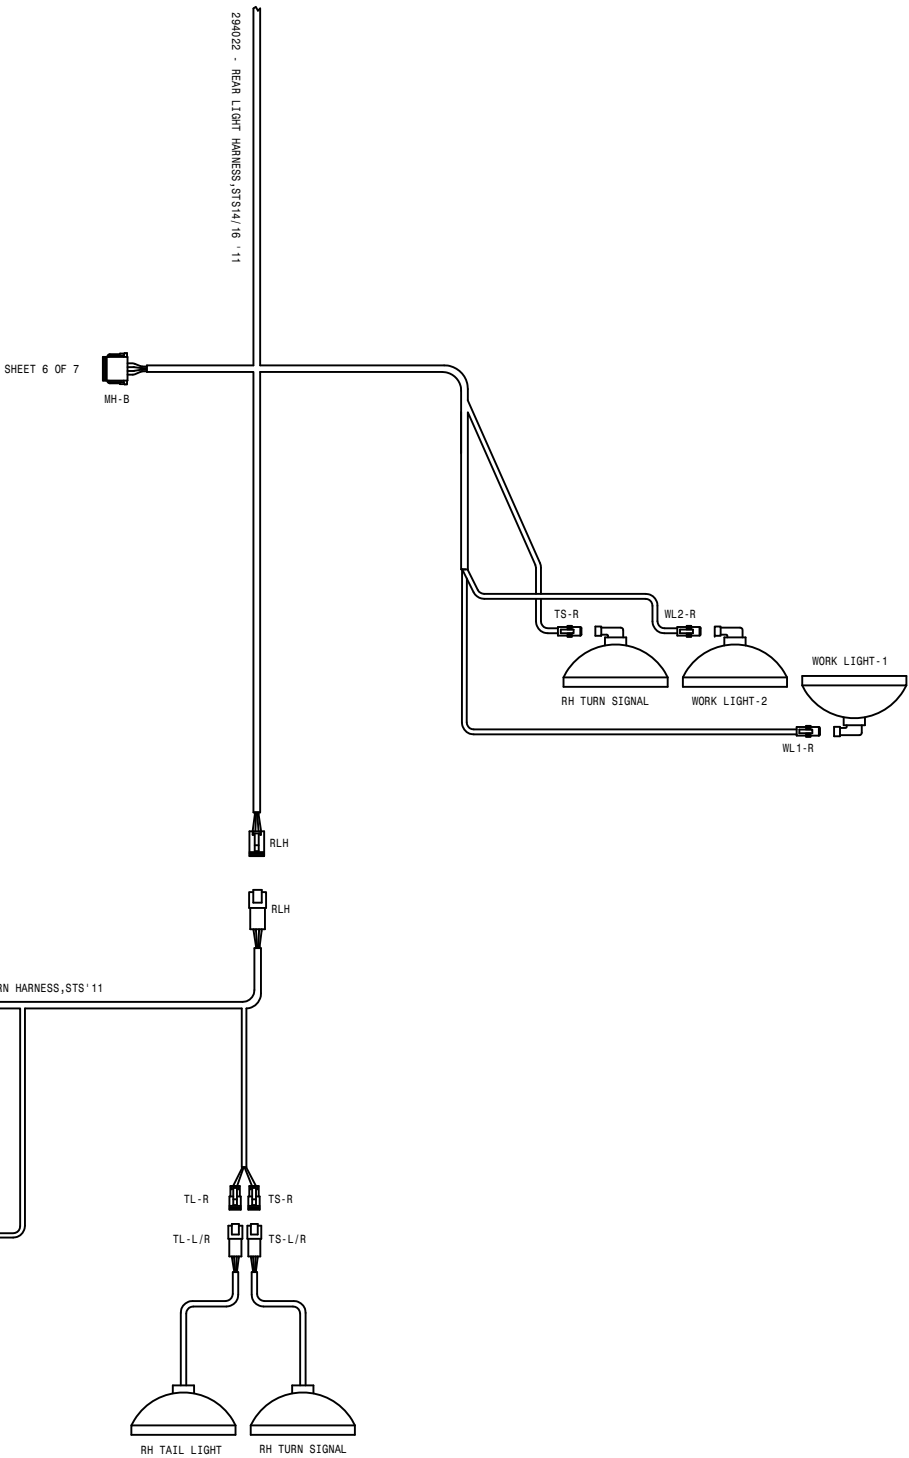 294022 - REAR LIGHT HARNESS,STS14/16 '11
SHEET 6 OF 7
MH-B
TS-R
WL2-R
WORK LIGHT-1
RH TURN SIGNAL
WORK LIGHT-2
WL1-R
RLH
RLH
RN HARNESS,STS'11
TL-R
TS-R
TL-L/R
TS-L/R
RH TAIL LIGHT
RH TURN SIGNAL